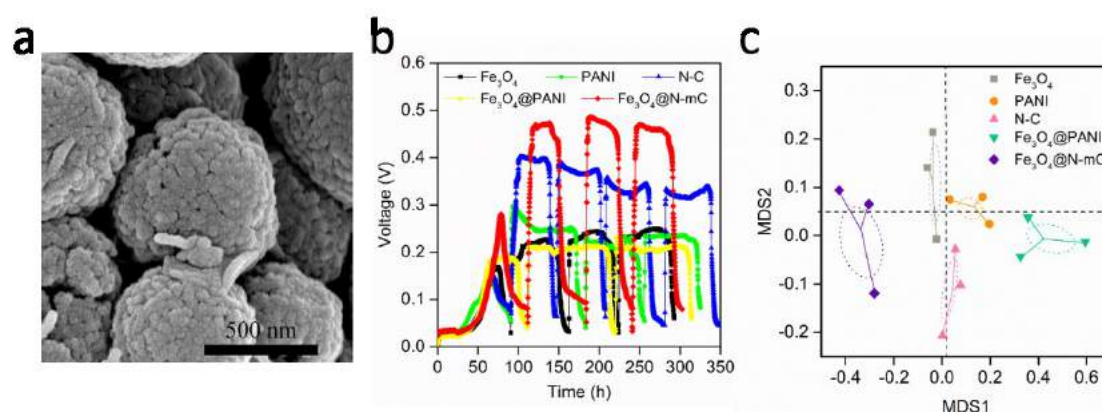 a
500 nm
b
Fe₃O₄ PANI N-C
Fe₃O₄@PANI Fe₃O₄@N-mC
Voltage (V)
0.6
0.5
0.4
0.3
0.2
0.1
0.0
0 50 100 150 200 250 300 350
Time (h)
c
Fe₃O₄
PANI
N-C
Fe₃O₄@PANI
Fe₃O₄@N-mC
MDS2
0.3
0.2
0.1
0.0
-0.1
-0.2
-0.4 -0.2 0.0 0.2 0.4 0.6
MDS1